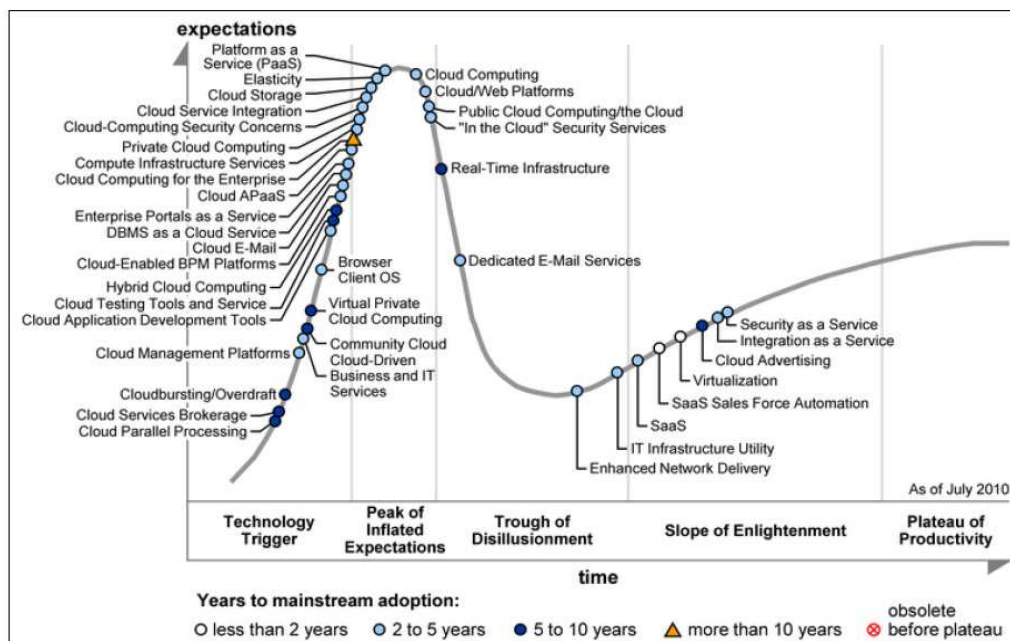 expectations
Platform as a
Service (PaaS)
Elasticity
Cloud Storage
Cloud Service Integration
Cloud-Computing Security Concerns
Private Cloud Computing
Compute Infrastructure Services
Cloud Computing for the Enterprise
Cloud APaaS
Enterprise Portals as a Service
DBMS as a Cloud Service
Cloud E-Mail
Cloud-Enabled BPM Platforms
Hybrid Cloud Computing
Cloud Testing Tools and Service
Cloud Application Development Tools
Cloud Management Platforms
Cloudbursting/Overdraft
Cloud Services Brokerage
Cloud Parallel Processing
Browser
Client OS
Virtual Private
Cloud Computing
Community Cloud
Cloud-Driven
Business and IT
Services
Cloud Computing
Cloud/Web Platforms
Public Cloud Computing/the Cloud
"In the Cloud" Security Services
Real-Time Infrastructure
Dedicated E-Mail Services
Security as a Service
Integration as a Service
Cloud Advertising
Virtualization
SaaS Sales Force Automation
SaaS
IT Infrastructure Utility
Enhanced Network Delivery
As of July 2010
Technology
Trigger
Peak of
Inflated
Expectations
Trough of
Disillusionment
Slope of Enlightenment
Plateau of
Productivity
time
Years to mainstream adoption:
less than 2 years
2 to 5 years
5 to 10 years
more than 10 years
obsolete
before plateau